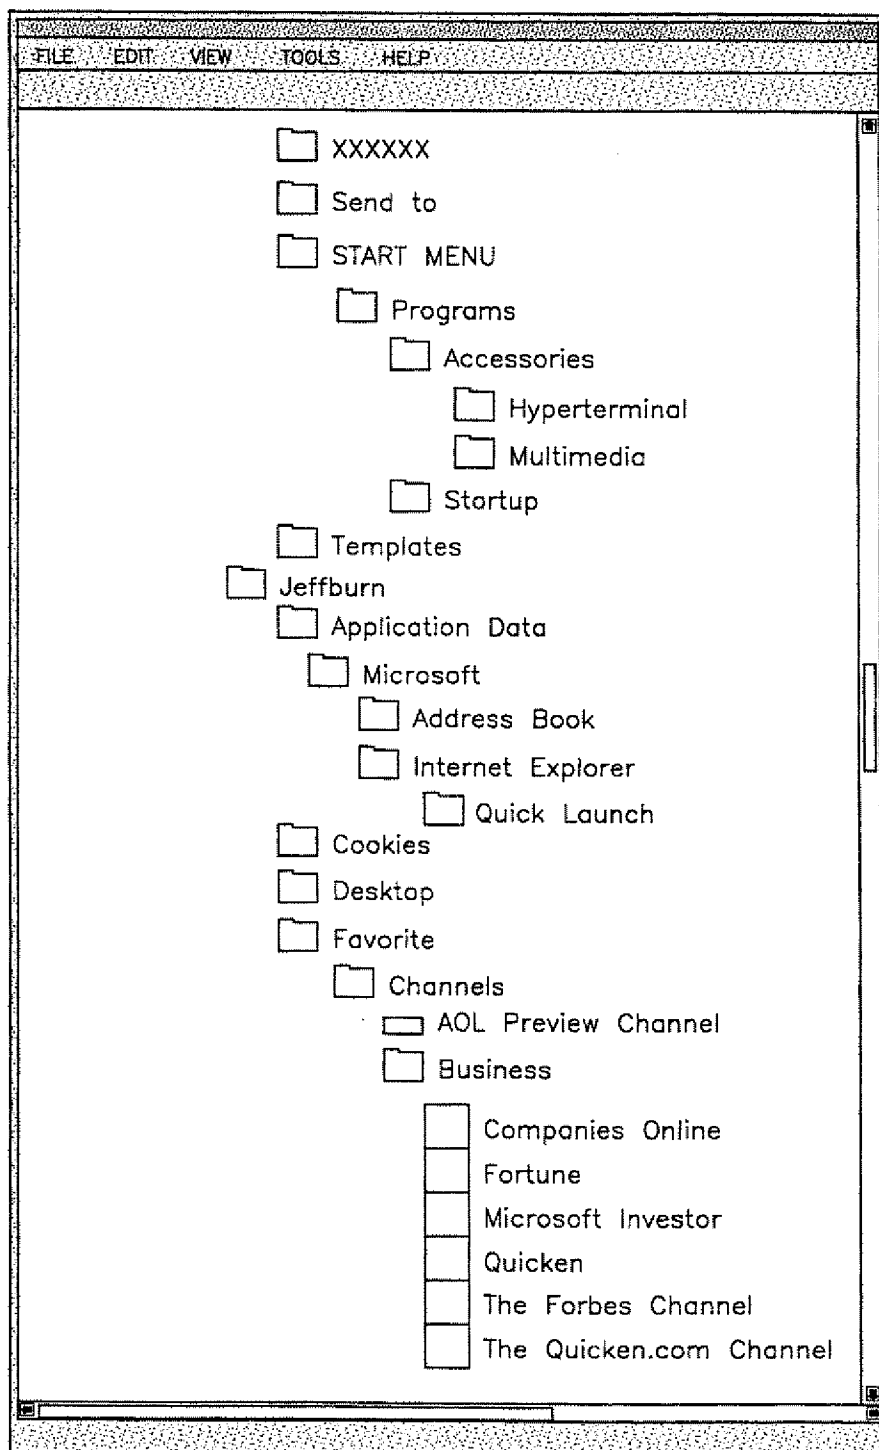 FILE EDIT VIEW TOOLS HELP
XXXXXX
Send to
START MENU
Programs
Accessories
Hyperterminal
Multimedia
Startup
Templates
Jeffburn
Application Data
Microsoft
Address Book
Internet Explorer
Quick Launch
Cookies
Desktop
Favorite
Channels
AOL Preview Channel
Business
Companies Online
Fortune
Microsoft Investor
Quicken
The Forbes Channel
The Quicken.com Channel